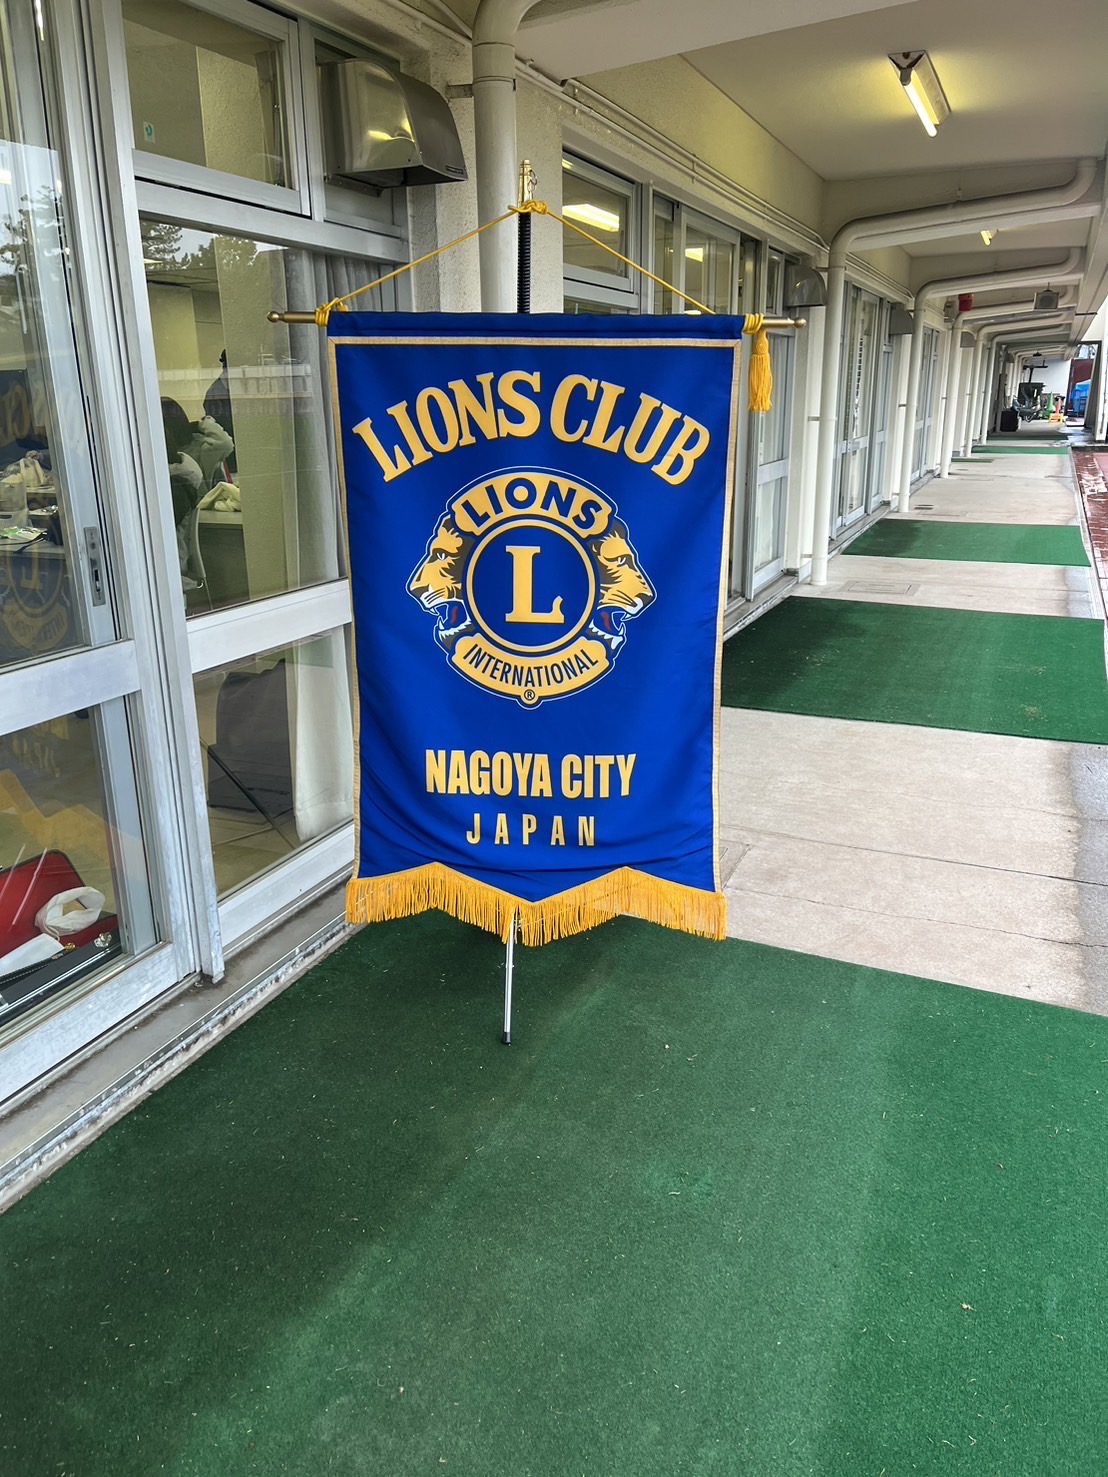 LIONS CLUB
LIONS
L
INTERNATIONAL
®
NAGOYA CITY
JAPAN